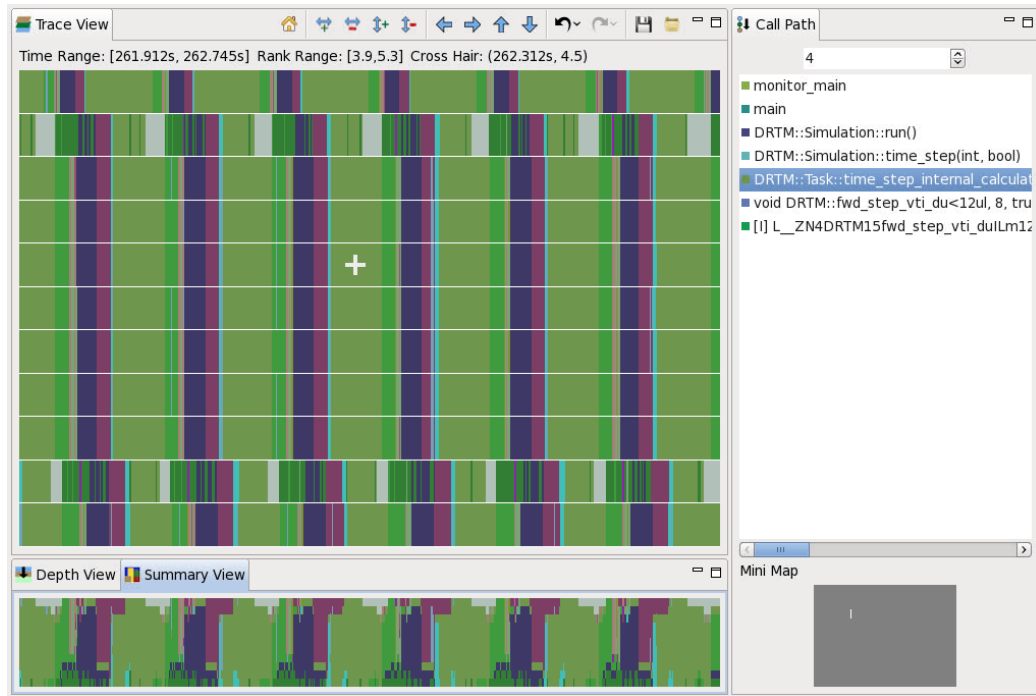 Trace View
Time Range: [261.912s, 262.745s] Rank Range: [3.9,5.3] Cross Hair: (262.312s, 4.5)
Call Path
4
monitor_main
main
DRTM::Simulation::run()
DRTM::Simulation::time_step(int, bool)
DRTM::Task::time_step_internal_calculat
void DRTM::fwd_step_vti_du<12ul, 8, tru
[I] L__ZN4DRTM15fwd_step_vti_duILm12
Depth View
Summary View
Mini Map